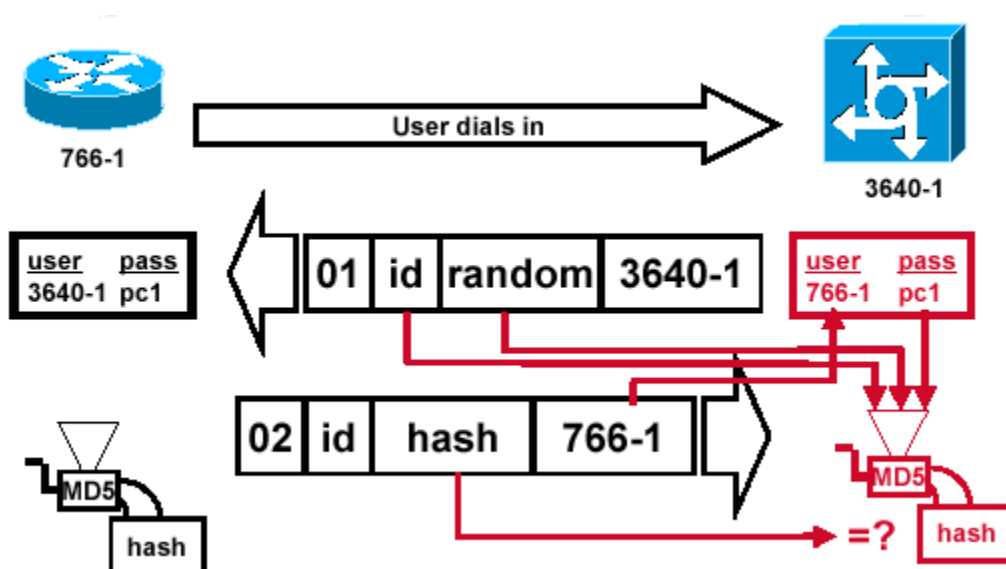 User dials in
766-1
3640-1
user pass
3640-1 pc1
01 id random 3640-1
user pass
766-1 pc1
02 id hash 766-1
MD5
hash
=?
MD5
hash